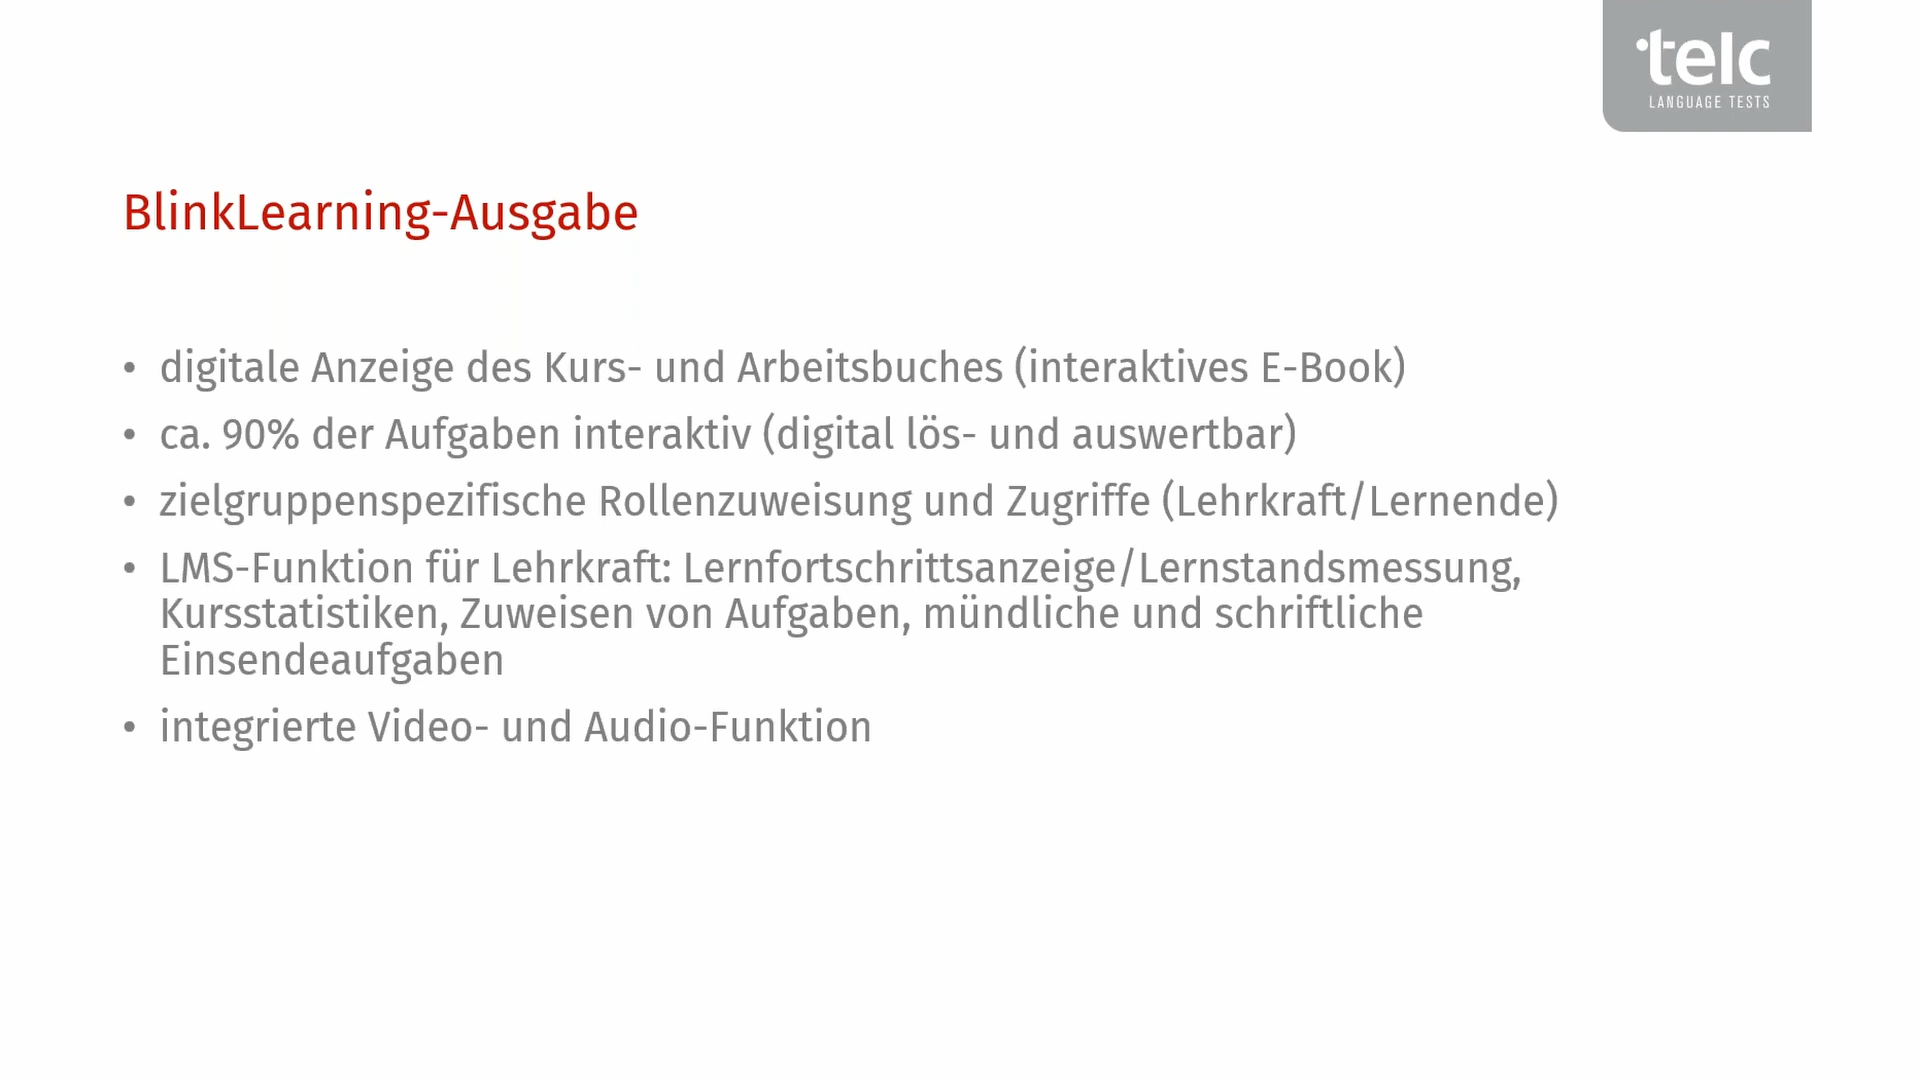 telc
LANGUAGE TESTS
BlinkLearning-Ausgabe
• digitale Anzeige des Kurs- und Arbeitsbuches (interaktives E-Book)
• ca. 90% der Aufgaben interaktiv (digital lös- und auswertbar)
• zielgruppenspezifische Rollenzuweisung und Zugriffe (Lehrkraft/Lernende)
• LMS-Funktion für Lehrkraft: Lernfortschrittsanzeige/Lernstandsmessung,
Kursstatistiken, Zuweisen von Aufgaben, mündliche und schriftliche
Einsendeaufgaben
• integrierte Video- und Audio-Funktion